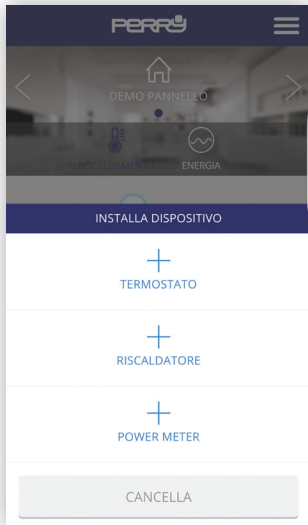 PERRY
DEMO PANNELLO
RISCALDAMENTO
ENERGIA
INSTALLA DISPOSITIVO
TERMOSTATO
RISCALDATORE
POWER METER
CANCELLA